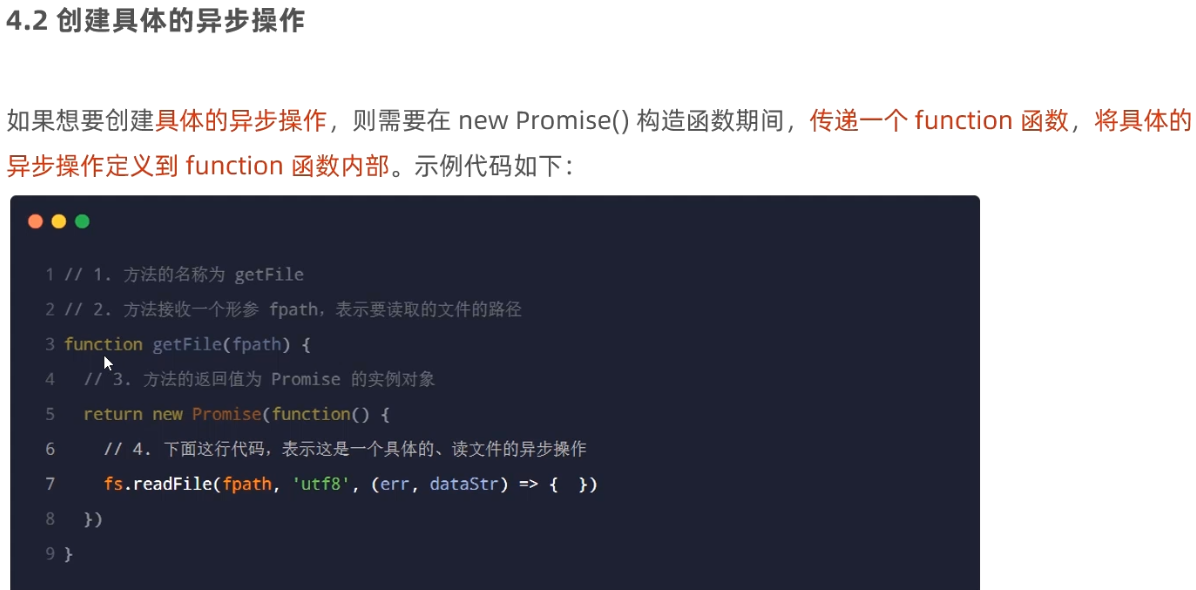 4.2 创建具体的异步操作
如果想要创建具体的异步操作，则需要在 new Promise() 构造函数期间，传递一个 function 函数，将具体的
异步操作定义到 function 函数内部。示例代码如下：
1 // 1. 方法的名称为 getFile
2 // 2. 方法接收一个形参 fpath，表示要读取的文件的路径
3 function getFile(fpath) {
4 // 3. 方法的返回值为 Promise 的实例对象
5 return new Promise(function() {
6 // 4. 下面这行代码，表示这是一个具体的、读文件的异步操作
7 fs.readFile(fpath, 'utf8', (err, dataStr) => {  })
8 })
9 }